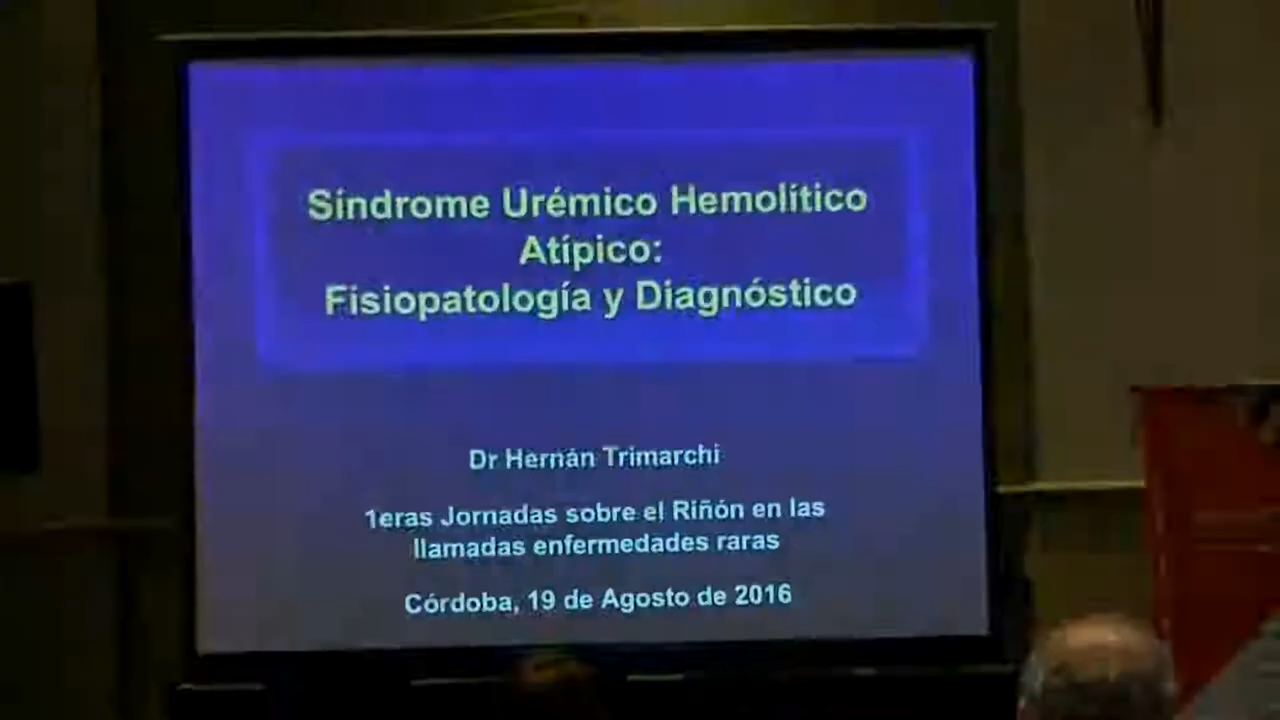 Síndrome Urémico Hemolítico
Atípico:
Fisiopatología y Diagnóstico
Dr Hernán Trimarchi
1eras Jornadas sobre el Riñón en las
llamadas enfermedades raras
Córdoba, 19 de Agosto de 2016